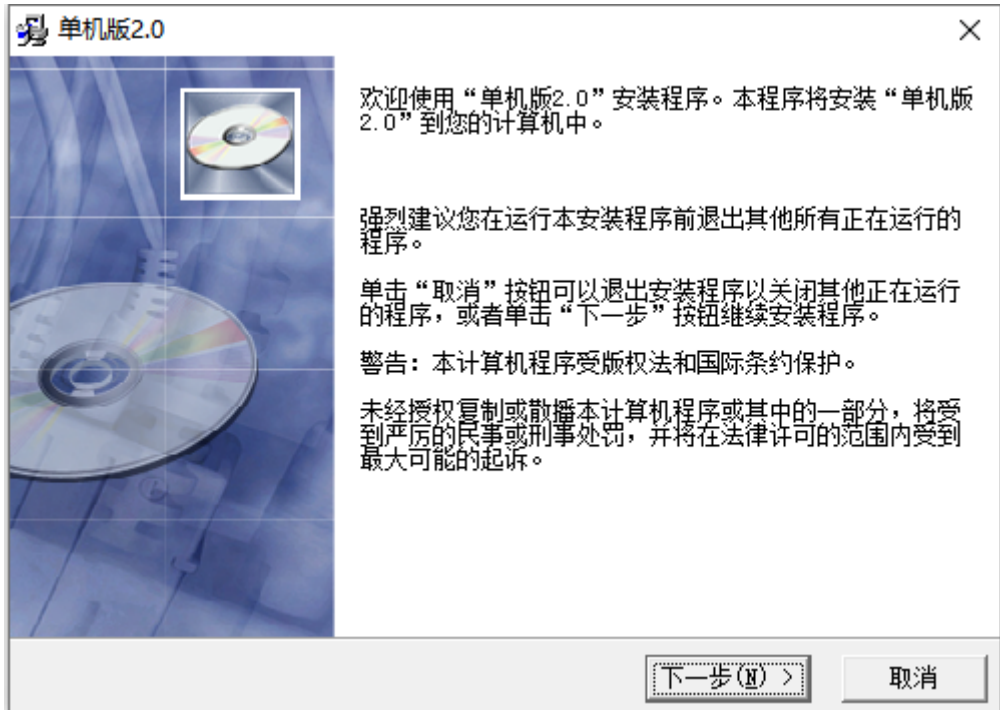 单机版2.0
欢迎使用“单机版2.0”安装程序。本程序将安装“单机版
2.0”到您的计算机中。
强烈建议您在运行本安装程序前退出其他所有正在运行的
程序。
单击“取消”按钮可以退出安装程序以关闭其他正在运行
的程序，或者单击“下一步”按钮继续安装程序。
警告：本计算机程序受版权法和国际条约保护。
未经授权复制或散播本计算机程序或其中的一部分，将受
到严厉的民事或刑事处罚，并将在法律许可的范围内受到
最大可能的起诉。
下一步(N) >
取消